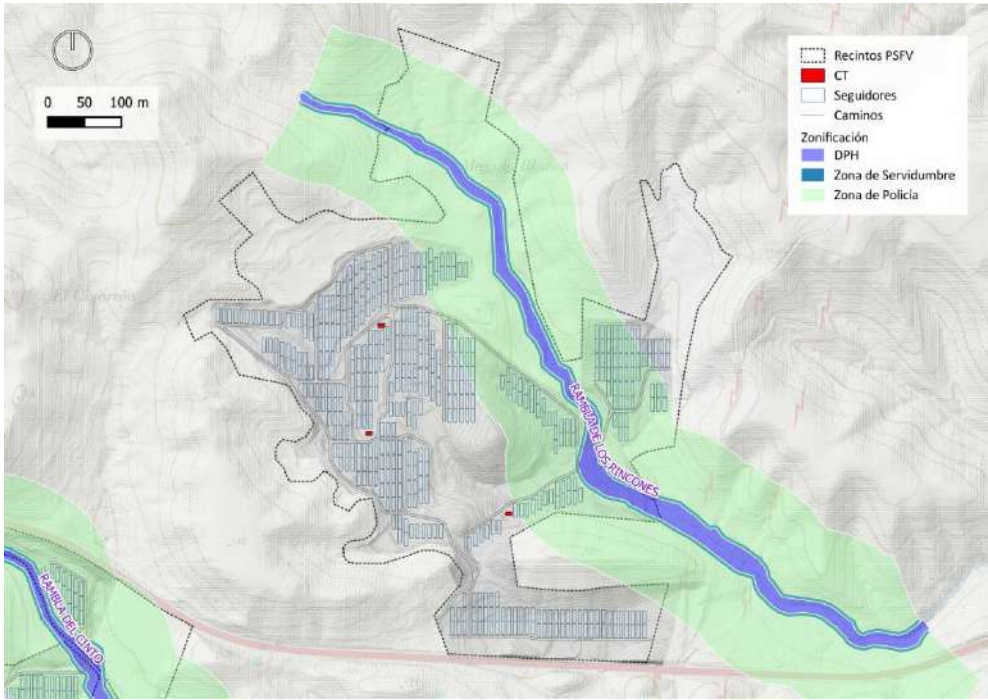 0 50 100 m
Recintos PSFV
CT
Seguidores
Caminos
Zonificación
DPH
Zona de Servidumbre
Zona de Policía
RAMBLA DE LOS RINCONES
RAMBLA DEL CINTO